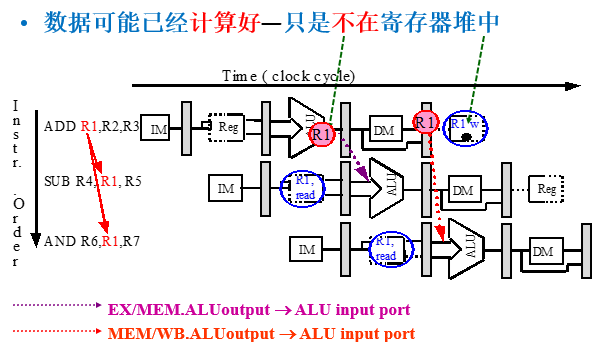 • 数据可能已经计算好—只是不在寄存器堆中
Time ( clock cycle)
Instr. Order
ADD R1,R2,R3
IM
Reg
ALU
R1
DM
R1
R1 w
SUB R4,R1, R5
IM
R1, read
ALU
DM
Reg
AND R6,R1,R7
IM
R1, read
ALU
DM
EX/MEM.ALUoutput → ALU input port
MEM/WB.ALUoutput → ALU input port